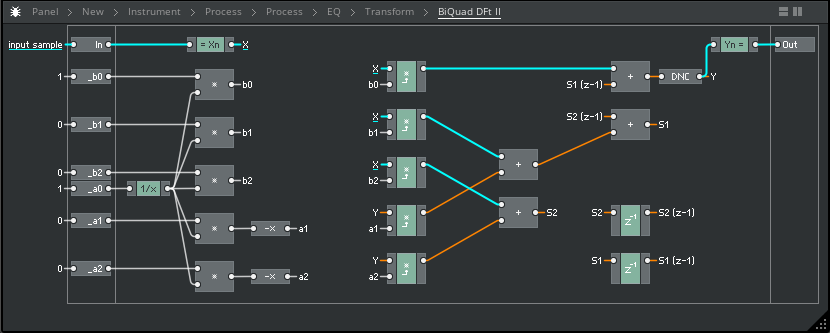 Panel > New > Instrument > Process > Process > EQ > Transform > BiQuad DFt II
input sample In = Xn X Yn = Out
X + DNC Y
1 _b0 * b0 b0 * S1 (z-1)
X S2 (z-1) + S1
0 _b1 * b1 b1 *
X +
0 _b2 * b2 b2 *
1 _a0 1/x
Y * + S2 S2 z-1 S2 (z-1)
0 _a1 * -x a1 a1
Y * S1 z-1 S1 (z-1)
0 _a2 * -x a2 a2